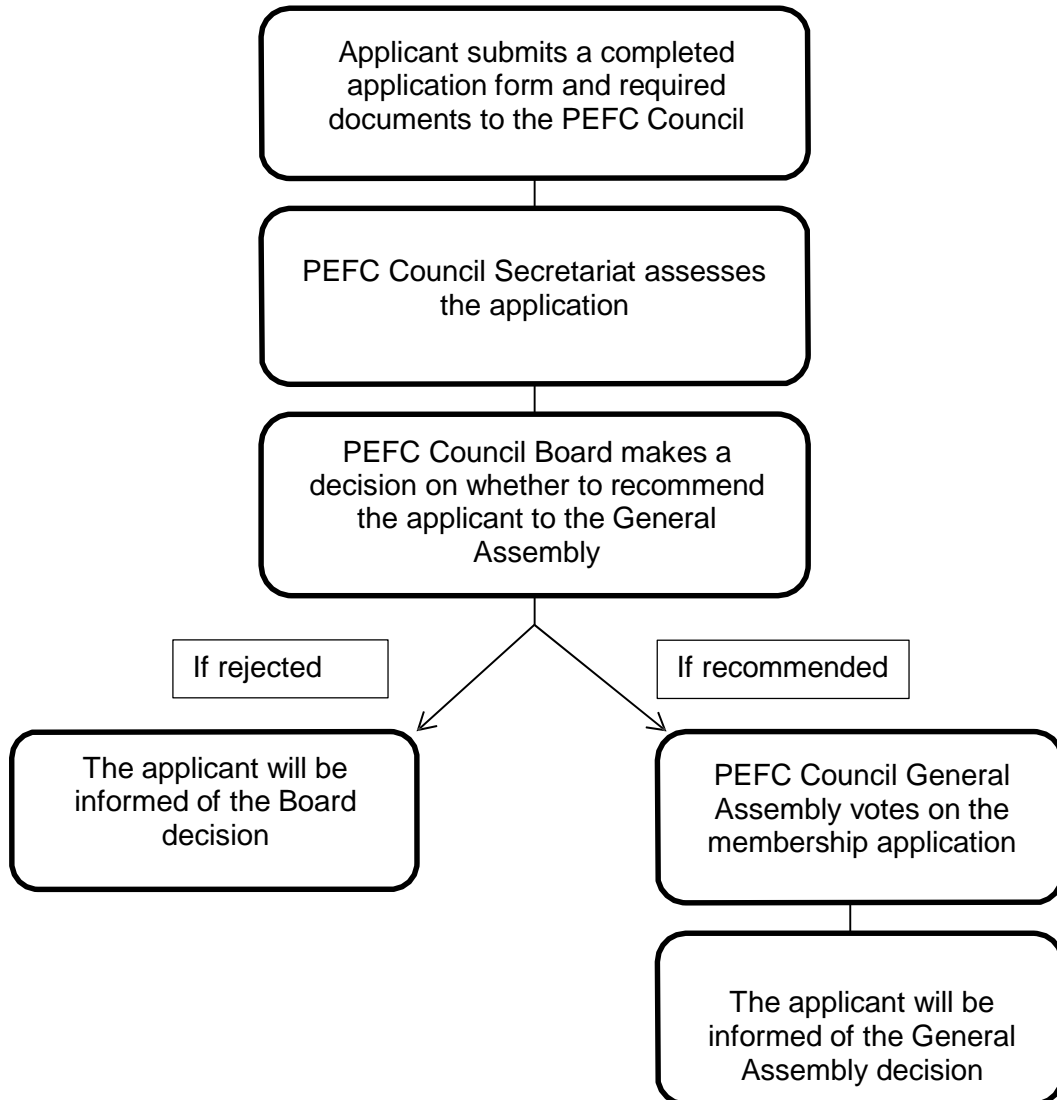 Applicant submits a completed
application form and required
documents to the PEFC Council
PEFC Council Secretariat assesses
the application
PEFC Council Board makes a
decision on whether to recommend
the applicant to the General
Assembly
If rejected
If recommended
The applicant will be
informed of the Board
decision
PEFC Council General
Assembly votes on the
membership application
The applicant will be
informed of the General
Assembly decision